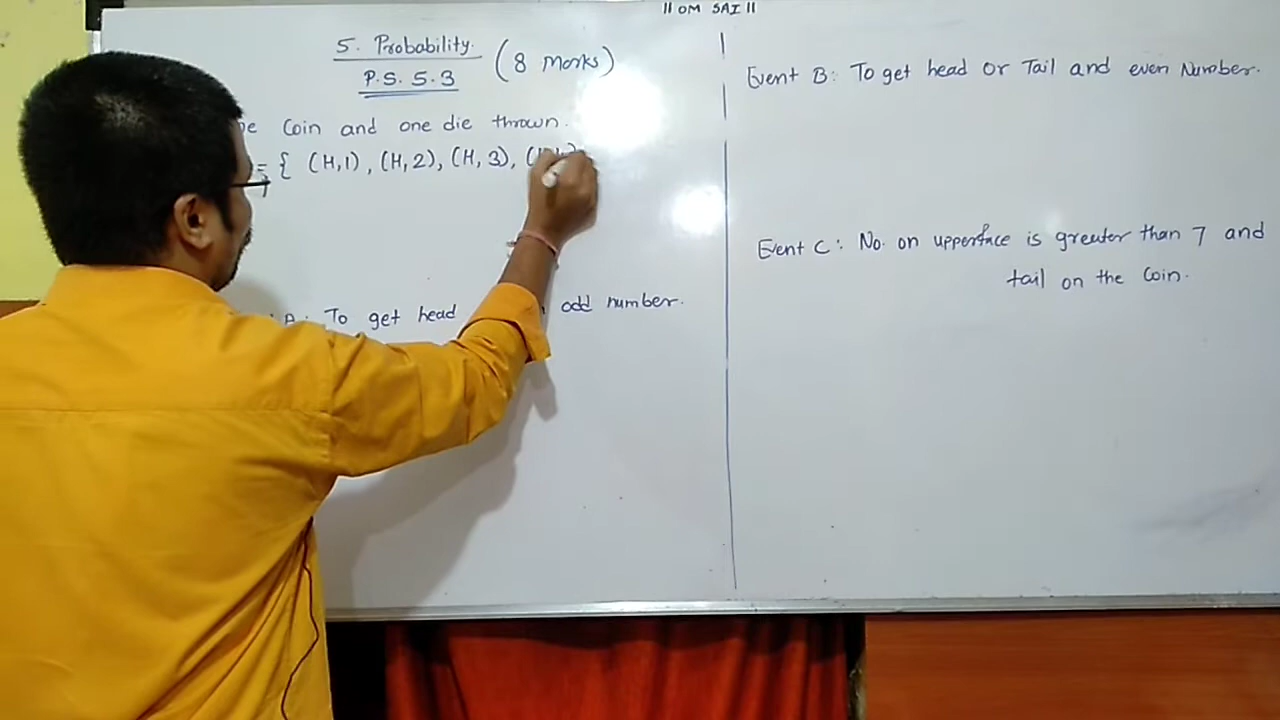 || OM SAI ||
5. Probability.
P.S. 5.3
(8 Marks)
Coin and one die thrown.
= { (H,1), (H,2), (H,3),
A: To get head
odd number.
Event B: To get head or Tail and even Number.
Event C: No. on upperface is greater than 7 and
tail on the Coin.